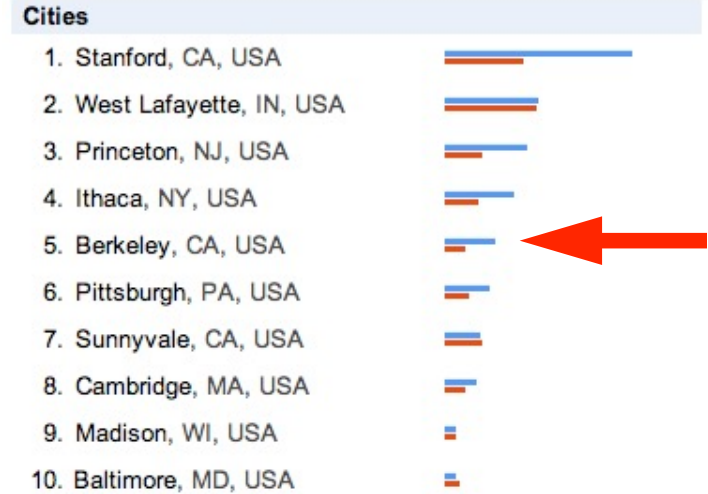 Cities
1. Stanford, CA, USA
2. West Lafayette, IN, USA
3. Princeton, NJ, USA
4. Ithaca, NY, USA
5. Berkeley, CA, USA
6. Pittsburgh, PA, USA
7. Sunnyvale, CA, USA
8. Cambridge, MA, USA
9. Madison, WI, USA
10. Baltimore, MD, USA